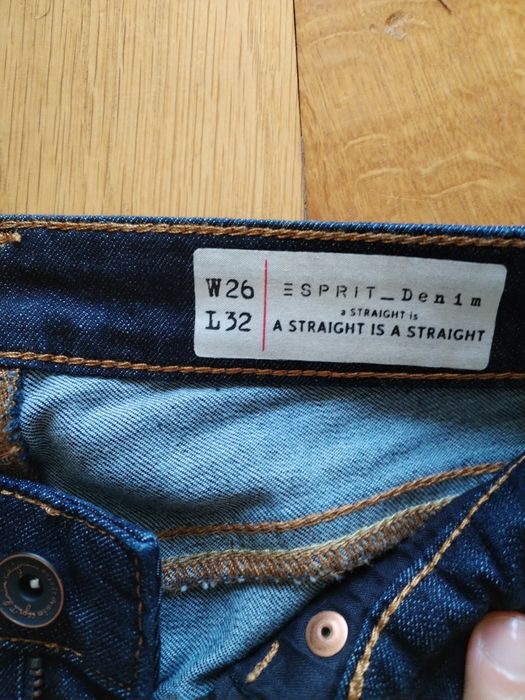 W26
L32
ESPRIT_Denim
a STRAIGHT is
A STRAIGHT IS A STRAIGHT